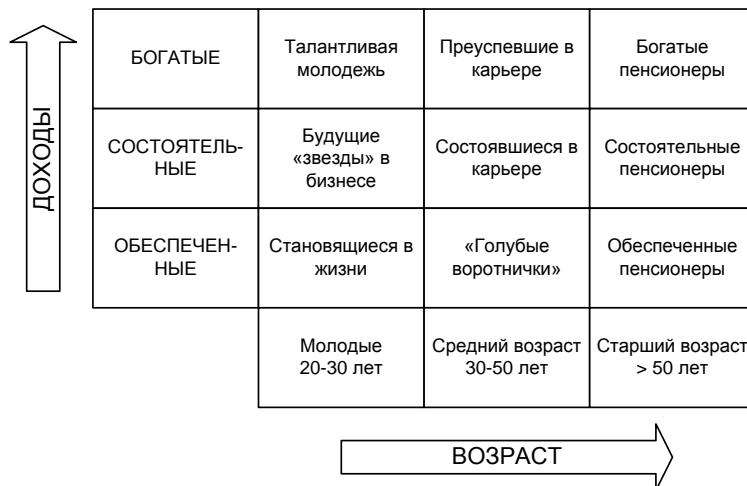 ДОХОДЫ
БОГАТЫЕ
Талантливая
молодежь
Преуспевшие в
карьере
Богатые
пенсионеры
СОСТОЯТЕЛЬ-
НЫЕ
Будущие
«звезды» в
бизнесе
Состоявшиеся в
карьере
Состоятельные
пенсионеры
ОБЕСПЕЧЕН-
НЫЕ
Становящиеся в
жизни
«Голубые
воротнички»
Обеспеченные
пенсионеры
Молодые
20-30 лет
Средний возраст
30-50 лет
Старший возраст
> 50 лет
ВОЗРАСТ